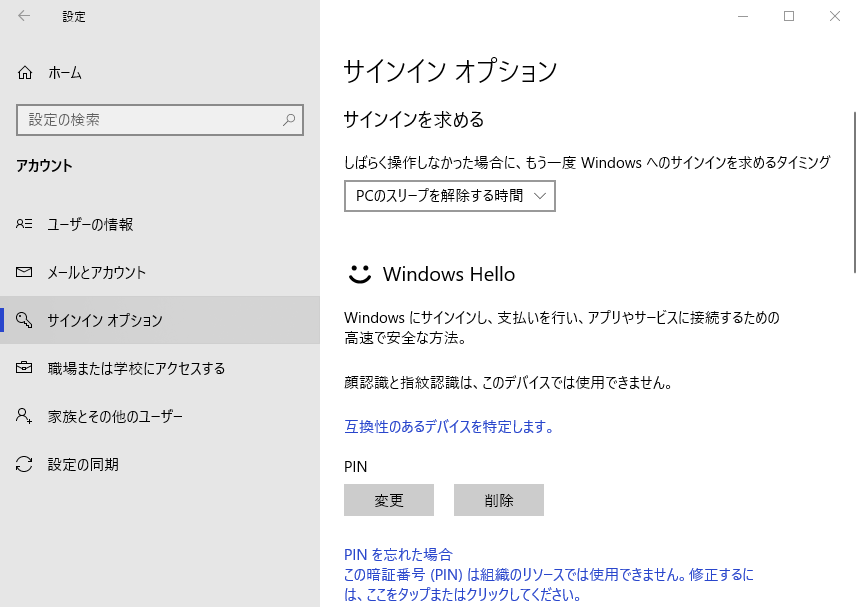 設定
ホーム
設定の検索
アカウント
ユーザーの情報
メールとアカウント
サインイン オプション
職場または学校にアクセスする
家族とその他のユーザー
設定の同期
サインイン オプション
サインインを求める
しばらく操作しなかった場合に、もう一度 Windows へのサインインを求めるタイミング
PCのスリープを解除する時間
Windows Hello
Windows にサインインし、支払いを行い、アプリやサービスに接続するための
高速で安全な方法。
顔認識と指紋認識は、このデバイスでは使用できません。
互換性のあるデバイスを特定します。
PIN
変更
削除
PIN を忘れた場合
この暗証番号 (PIN) は組織のリソースでは使用できません。修正するに
は、ここをタップまたはクリックしてください。